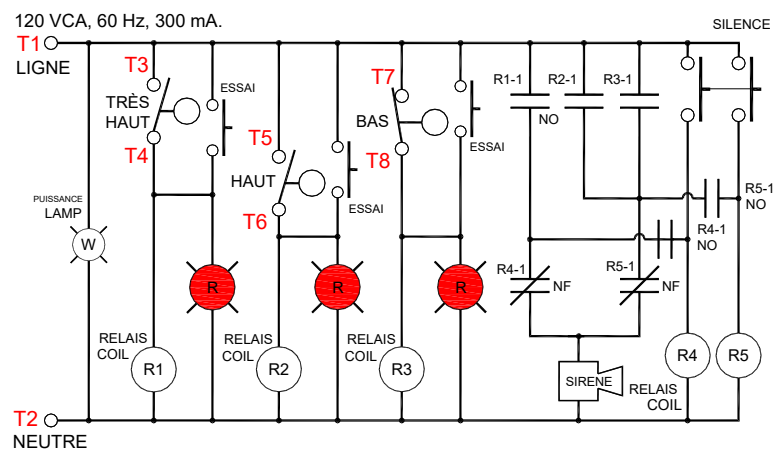 120 VCA, 60 Hz, 300 mA.
T1
LIGNE
SILENCE
T3
TRÈS
HAUT
T4
ESSAI
T5
HAUT
T6
ESSAI
T7
BAS
T8
ESSAI
R1-1
NO
R2-1
R3-1
R5-1
NO
R4-1
NO
PUISSANCE
LAMP
W
R
R
R
R4-1
NF
R5-1
NF
RELAIS
COIL
R1
RELAIS
COIL
R2
RELAIS
COIL
R3
SIRENE
RELAIS
COIL
R4
R5
T2
NEUTRE